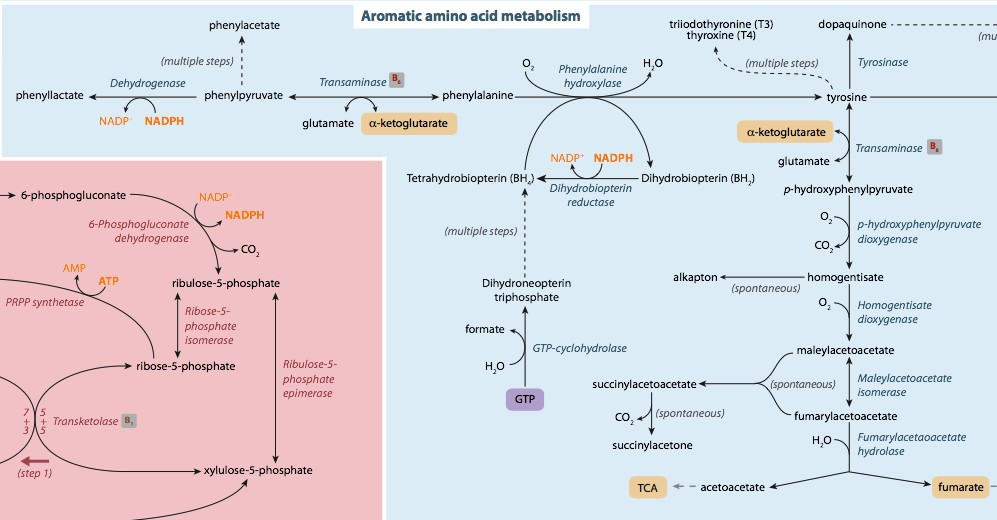 Aromatic amino acid metabolism
phenylacetate
(multiple steps)
Dehydrogenase
Transaminase B6
phenyllactate
phenylpyruvate
phenylalanine
NADP+ NADPH
glutamate
α-ketoglutarate
O2
Phenylalanine
hydroxylase
H2O
triiodothyronine (T3)
thyroxine (T4)
(multiple steps)
dopaquinone
Tyrosinase
tyrosine
α-ketoglutarate
glutamate
Transaminase B6
Tetrahydrobiopterin (BH4)
NADP+ NADPH
Dihydrobiopterin
reductase
Dihydrobiopterin (BH2)
(multiple steps)
Dihydroneopterin
triphosphate
formate
GTP-cyclohydrolase
H2O
GTP
p-hydroxyphenylpyruvate
O2
CO2
p-hydroxyphenylpyruvate
dioxygenase
alkapton
(spontaneous)
homogentisate
O2
Homogentisate
dioxygenase
maleylacetoacetate
succinylacetoacetate
(spontaneous)
Maleylacetoacetate
isomerase
CO2
(spontaneous)
succinylacetone
fumarylacetoacetate
H2O
Fumarylacetaoacetate
hydrolase
TCA
acetoacetate
fumarate
6-phosphogluconate
NADP+
NADPH
6-Phosphogluconate
dehydrogenase
CO2
AMP
ATP
PRPP synthetase
ribulose-5-phosphate
Ribose-5-
phosphate
isomerase
Ribulose-5-
phosphate
epimerase
ribose-5-phosphate
7 5
+ +
3 5
Transketolase B1
(step 1)
xylulose-5-phosphate